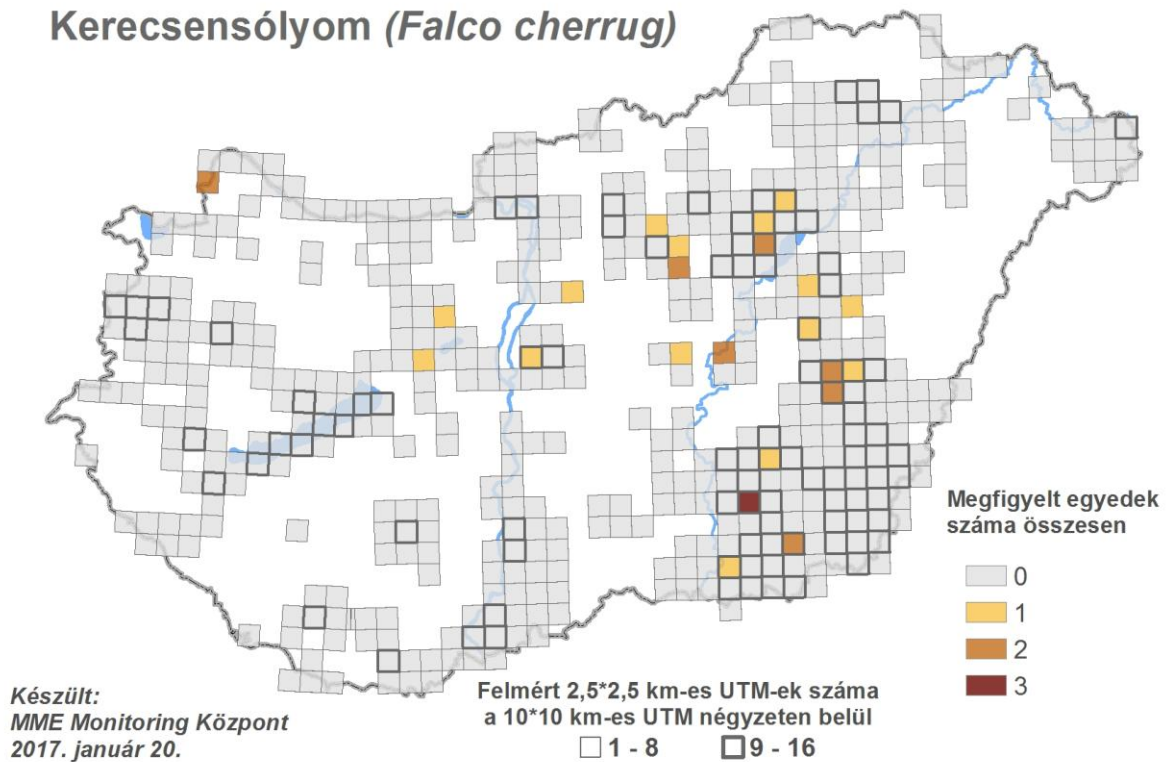 Kerecsensólyom (Falco cherrug)
Megfigyelt egyedek
száma összesen
0
1
2
3
Készült:
MME Monitoring Központ
2017. január 20.
Felmért 2,5*2,5 km-es UTM-ek száma
a 10*10 km-es UTM négyzeten belül
1 - 8
9 - 16